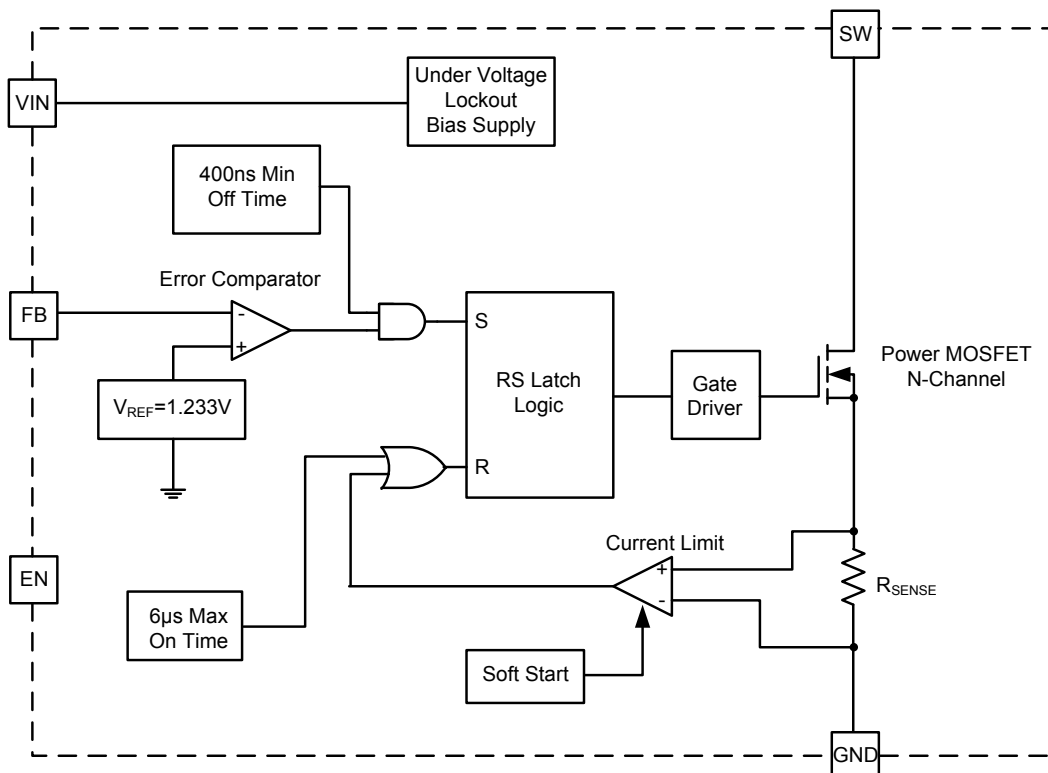 SW
VIN
Under Voltage
Lockout
Bias Supply
400ns Min
Off Time
Error Comparator
FB
-
+
S
RS Latch
Logic
Gate
Driver
Power MOSFET
N-Channel
VREF=1.233V
R
EN
Current Limit
+
-
RSENSE
6µs Max
On Time
Soft Start
GND